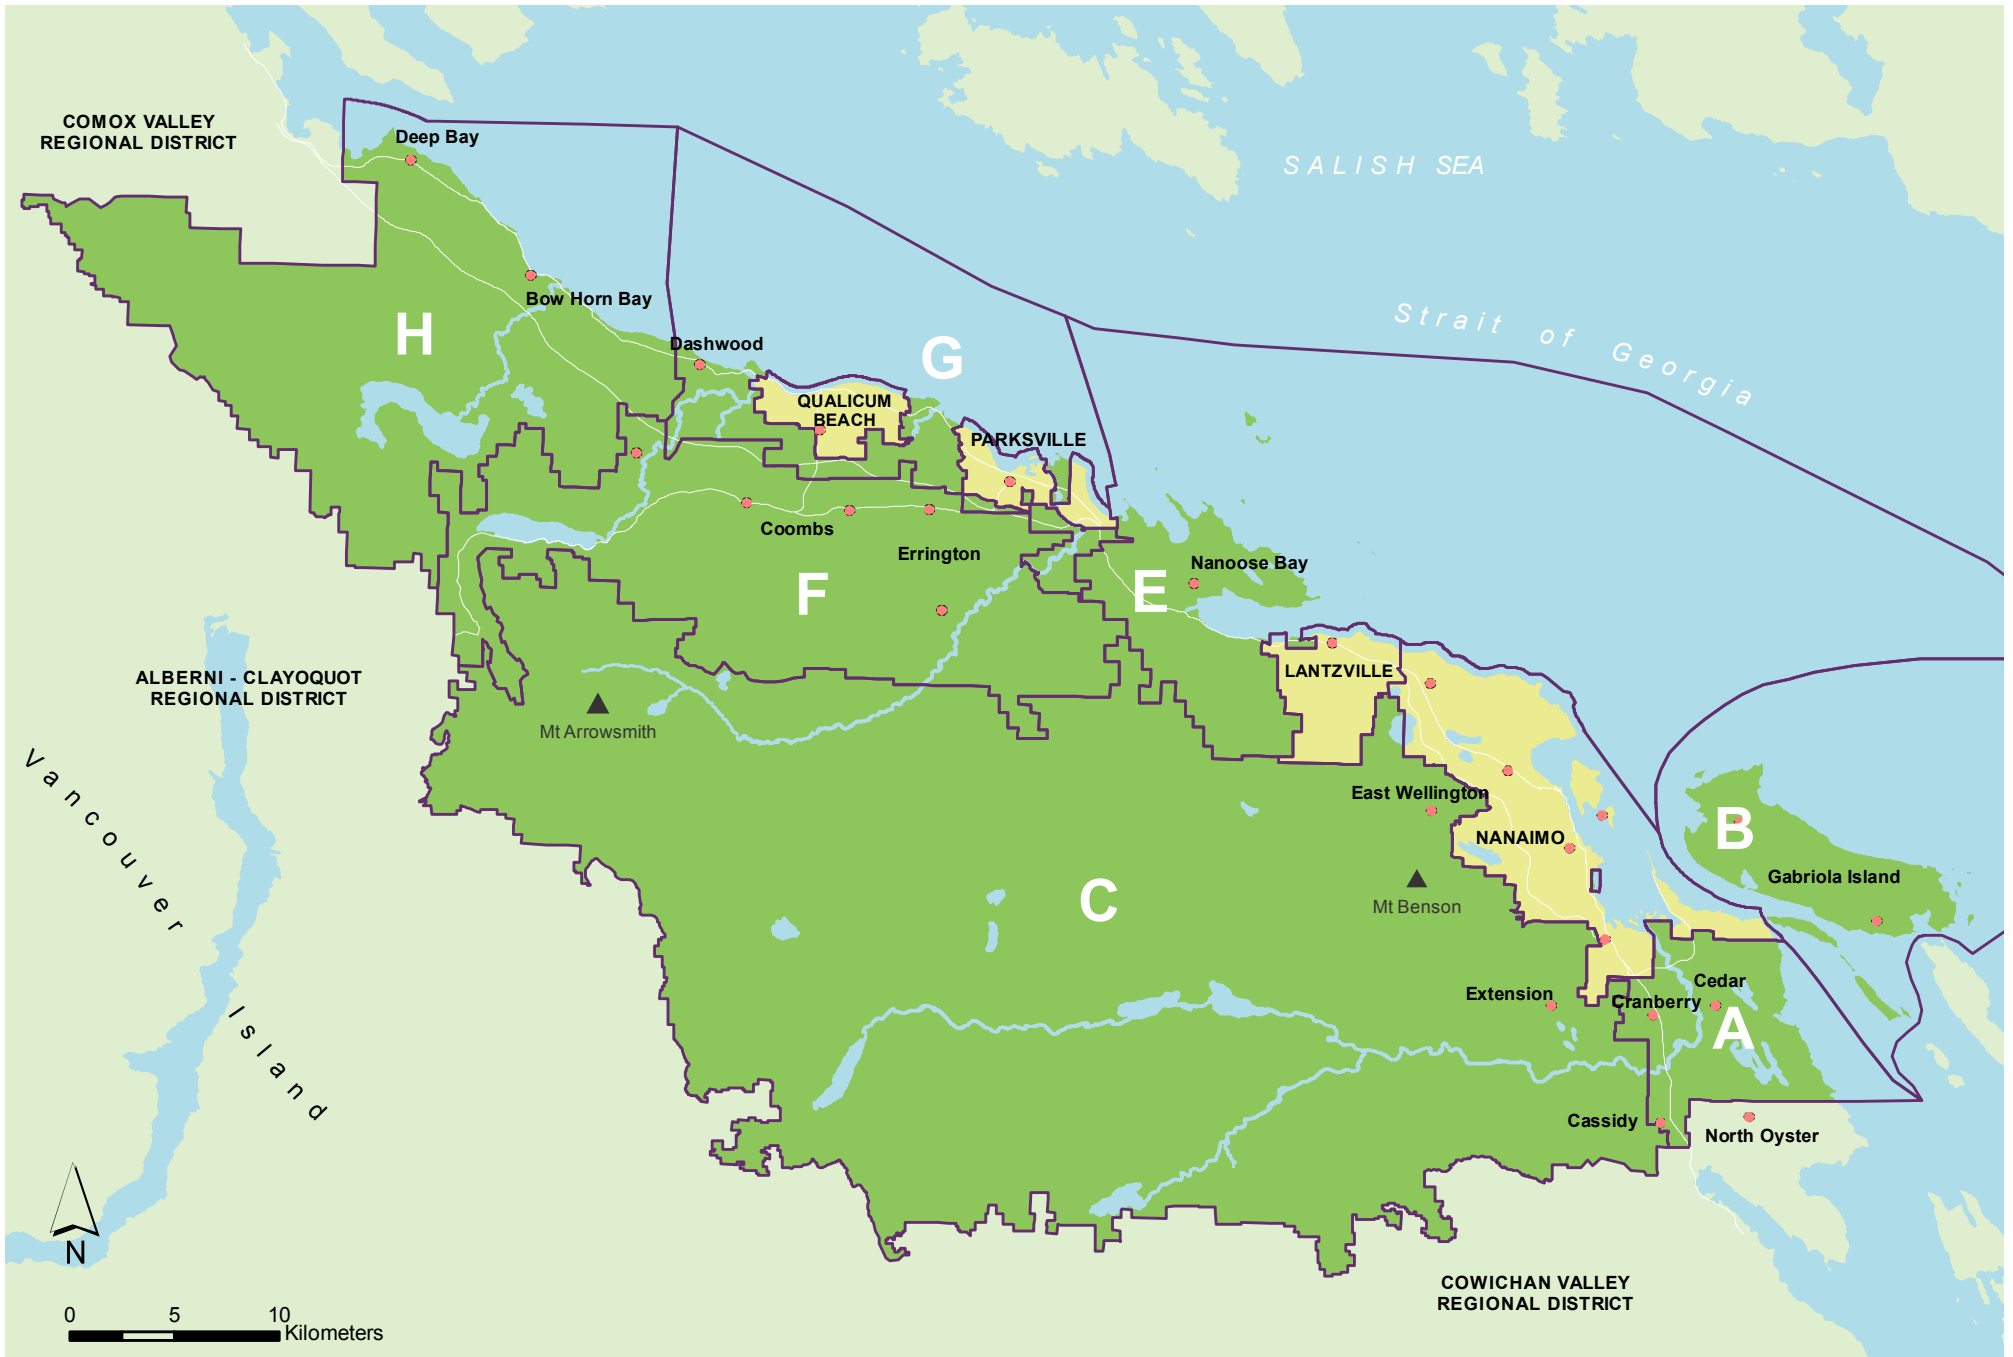 COMOX VALLEY
REGIONAL DISTRICT
Deep Bay
SALISH SEA
Bow Horn Bay
H
Dashwood
G
Strait of Georgia
QUALICUM
BEACH
PARKSVILLE
Coombs
Errington
F
E
Nanoose Bay
ALBERNI - CLAYOQUOT
REGIONAL DISTRICT
Mt Arrowsmith
LANTZVILLE
East Wellington
NANAIMO
B
Gabriola Island
Vancouver Island
C
Mt Benson
Extension
Cedar
Cranberry
A
Cassidy
North Oyster
N
COWICHAN VALLEY
REGIONAL DISTRICT
0 5 10
Kilometers